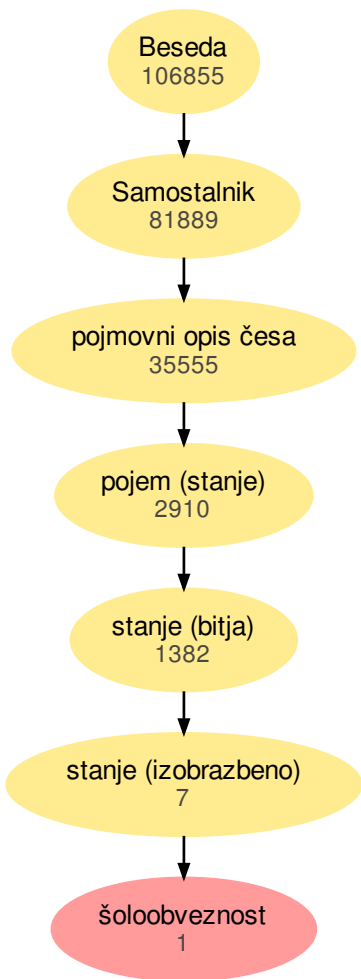 Beseda
106855
Samostalnik
81889
pojmovni opis česa
35555
pojem (stanje)
2910
stanje (bitja)
1382
stanje (izobrazbeno)
7
šoloobveznost
1